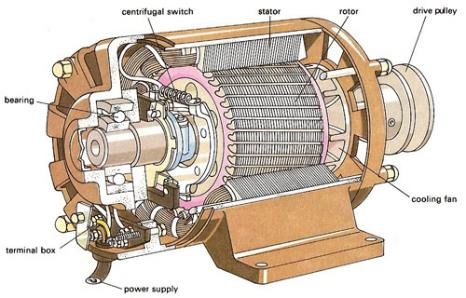 centrifugal switch
stator
rotor
drive pulley
bearing
cooling fan
terminal box
power supply